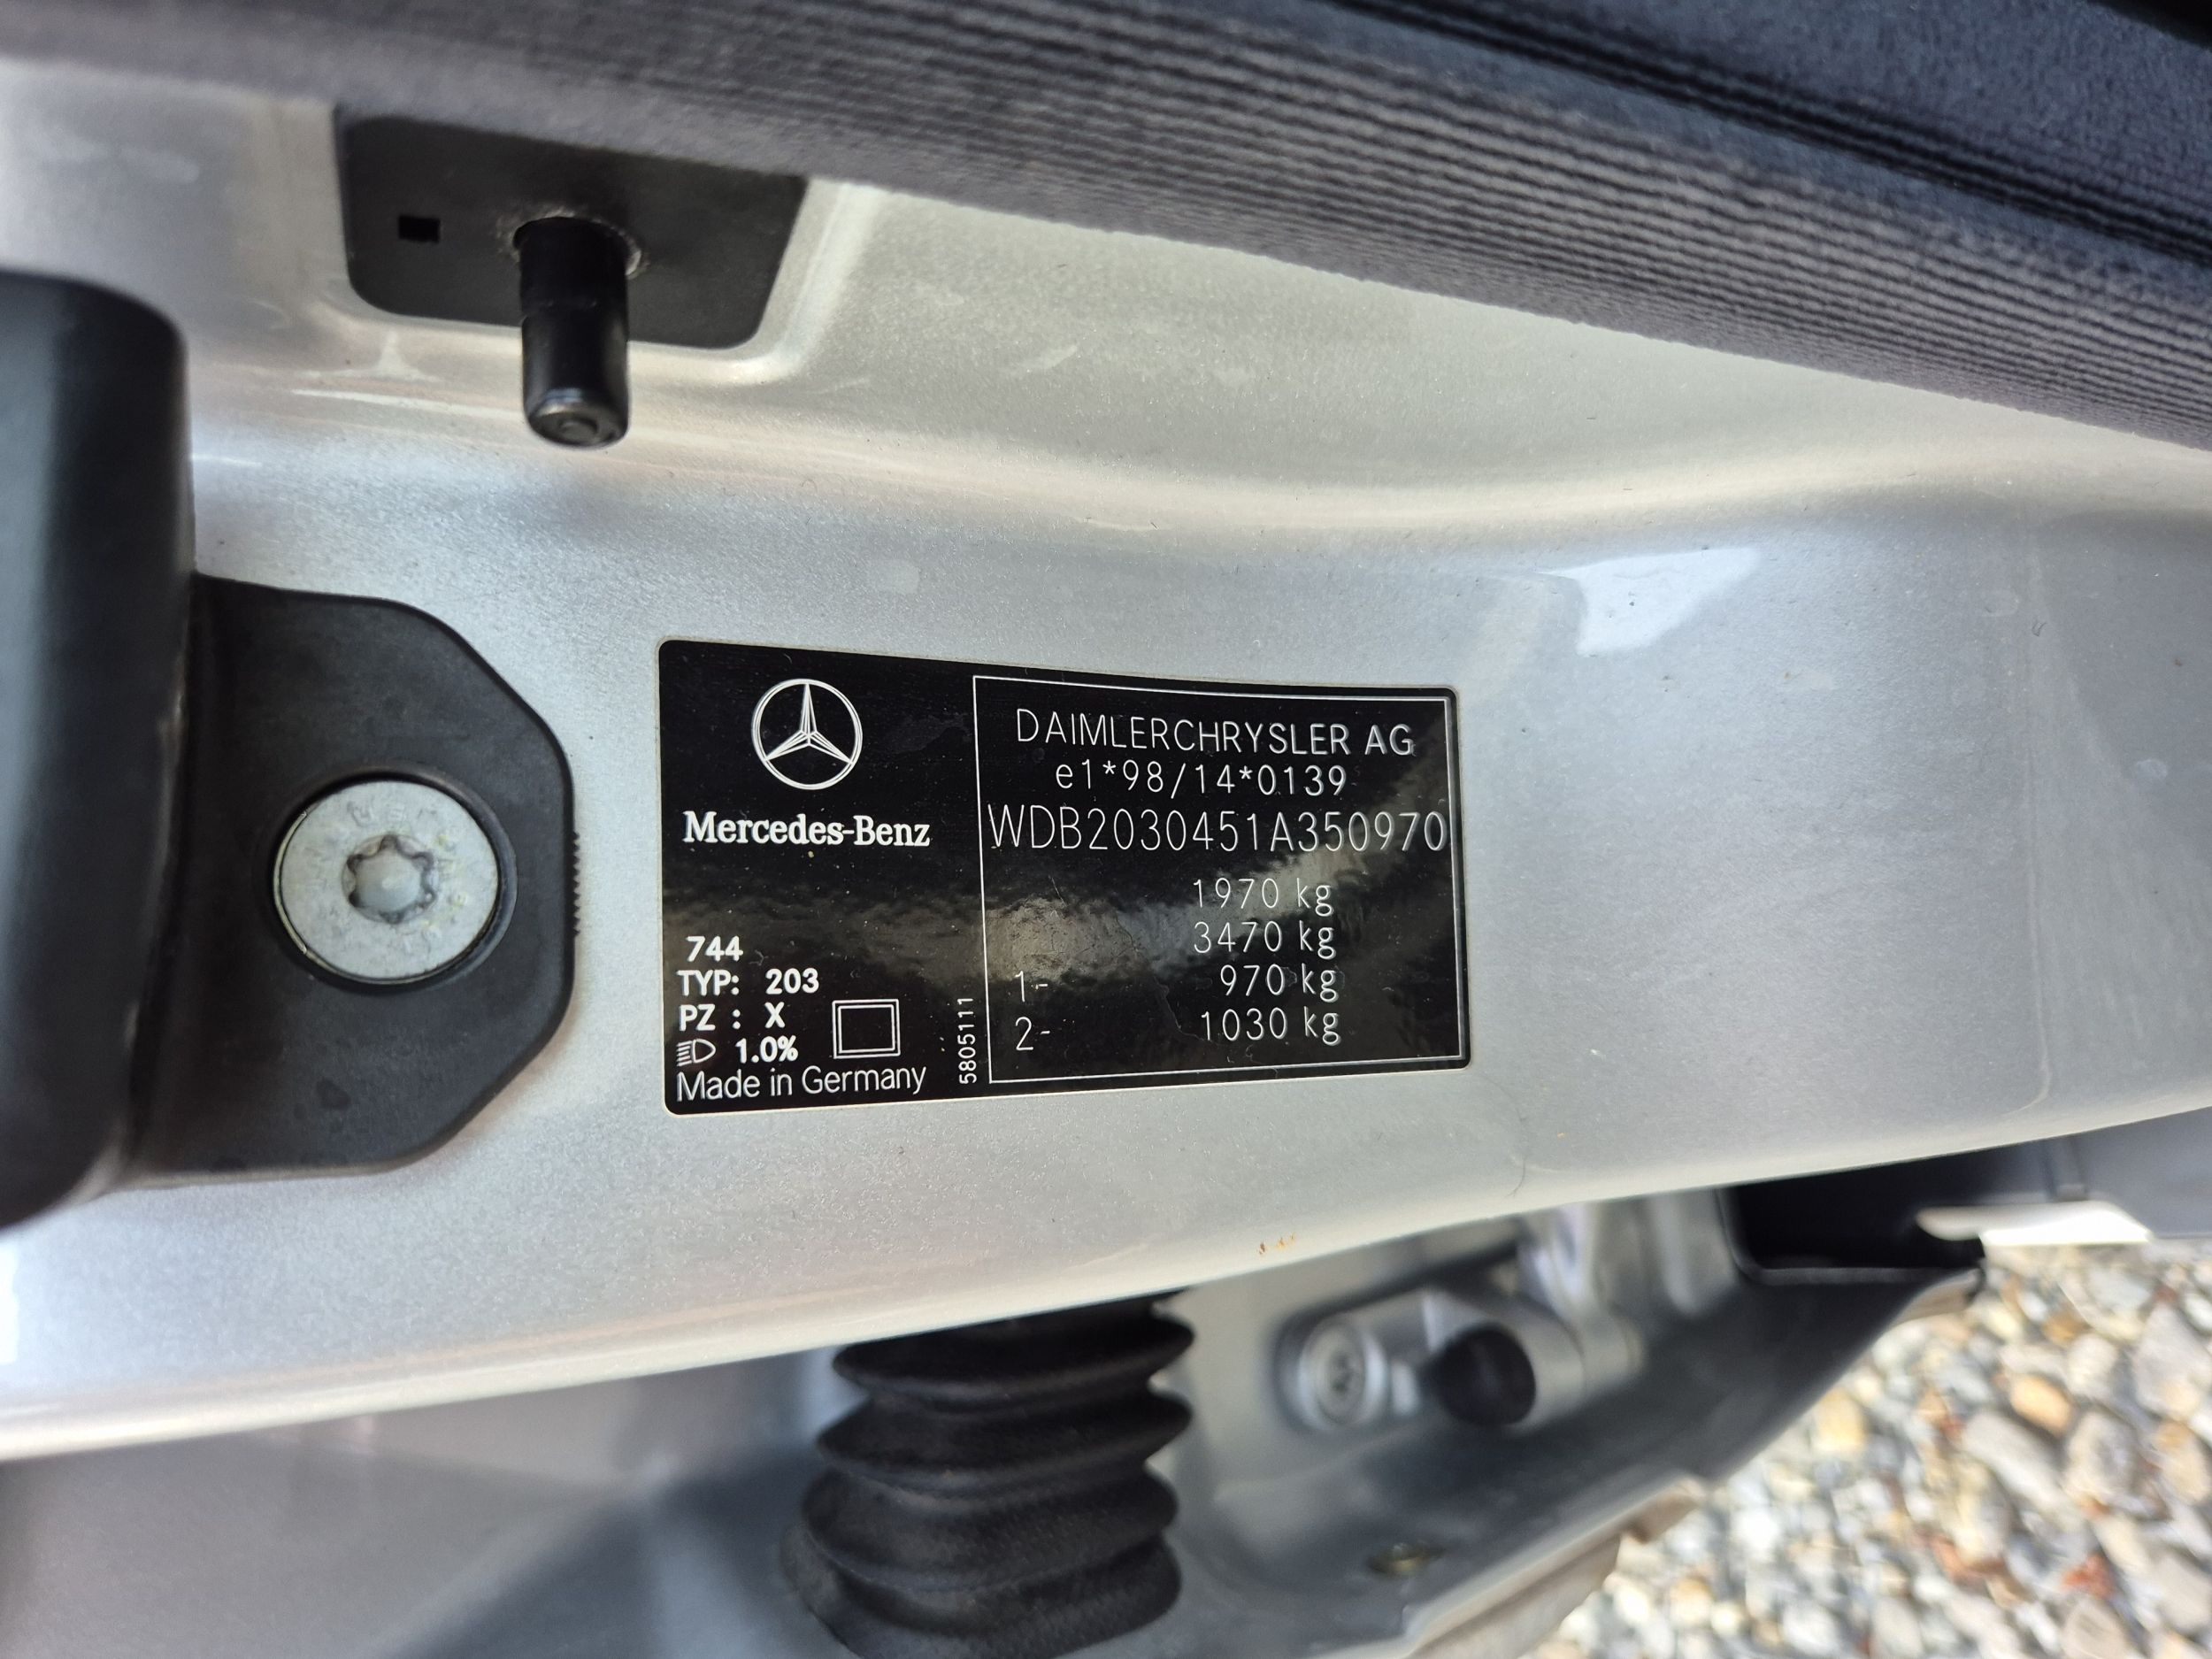 Mercedes-Benz
744
TYP: 203
PZ : X
1.0%
Made in Germany
5805111
DAIMLERCHRYSLER AG
e1*98/14*0139
WDB2030451A350970
1970 kg
3470 kg
1- 970 kg
2- 1030 kg